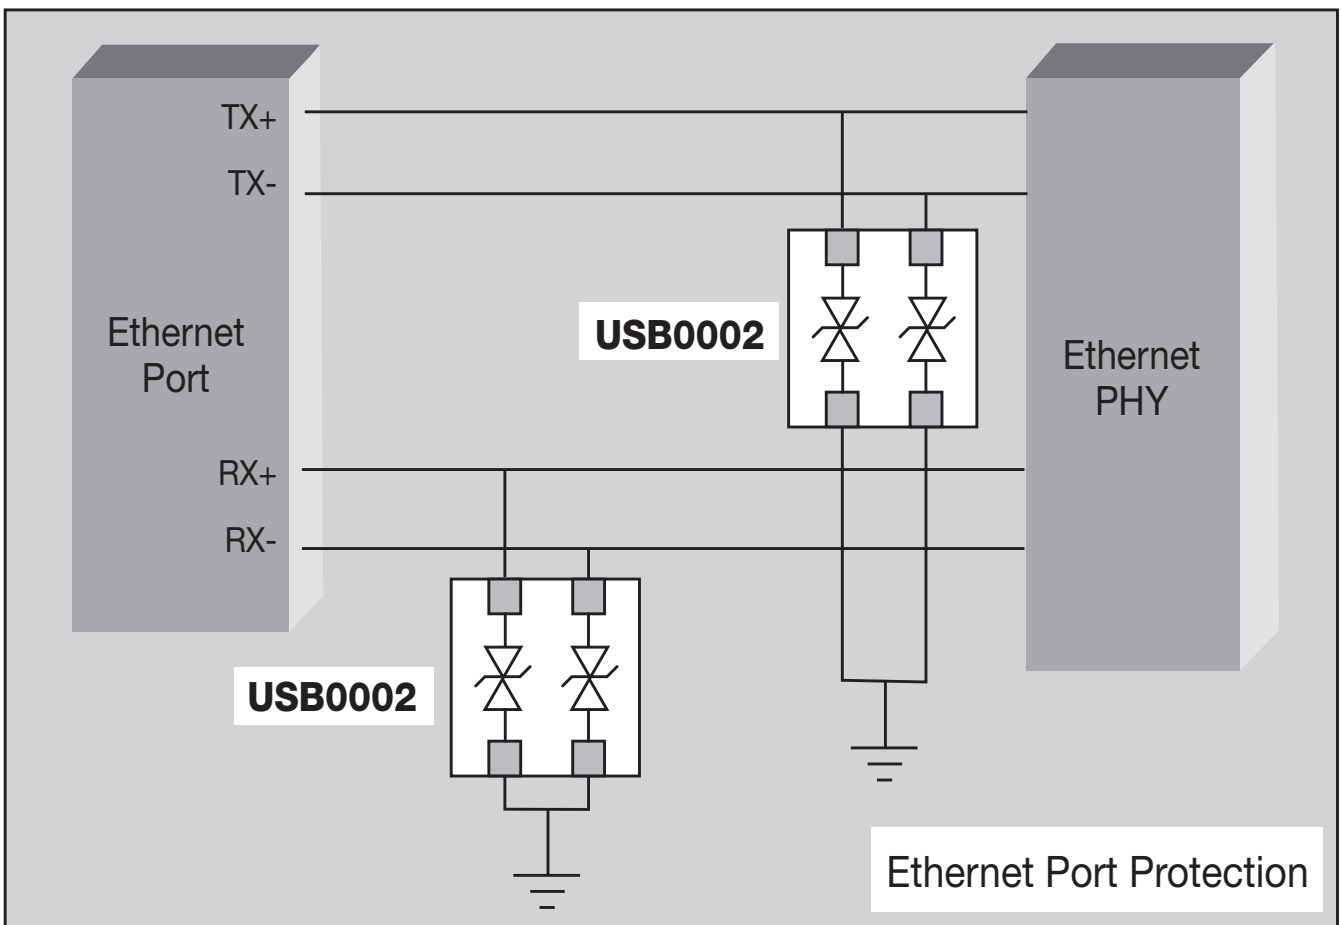 TX+
TX-
Ethernet
Port
RX+
RX-
USB0002
USB0002
Ethernet
PHY
Ethernet Port Protection